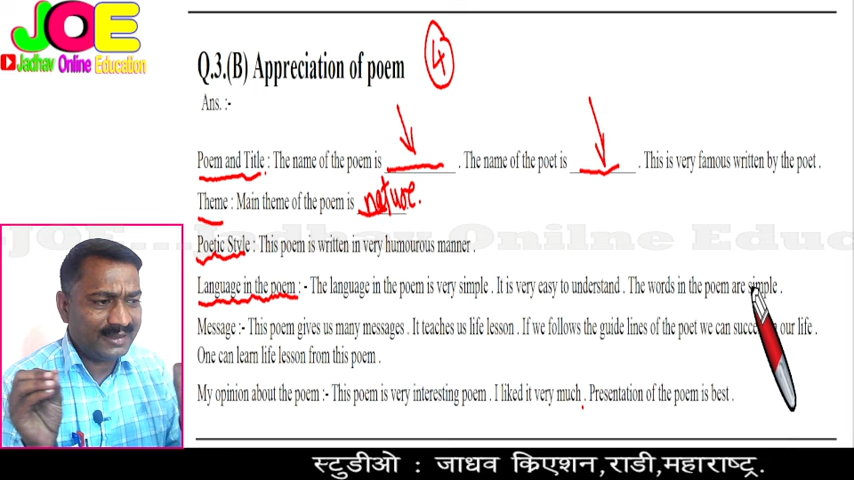 JOE
Jadhav Online Education
Q.3.(B) Appreciation of poem 4
Ans. :-
Poem and Title : The name of the poem is ____________ . The name of the poet is __________ . This is very famous written by the poet .
Theme : Main theme of the poem is nature.
Poetic Style : This poem is written in very humourous manner .
Language in the poem : - The language in the poem is very simple . It is very easy to understand . The words in the poem are simple .
Message :- This poem gives us many messages . It teaches us life lesson . If we follows the guide lines of the poet we can our life .
One can learn life lesson from this poem .
My opinion about the poem :- This poem is very interesting poem . I liked it very much . Presentation of the poem is best .
स्टुडीओ : जाधव क्रिएशन,राडी,महाराष्ट्र.